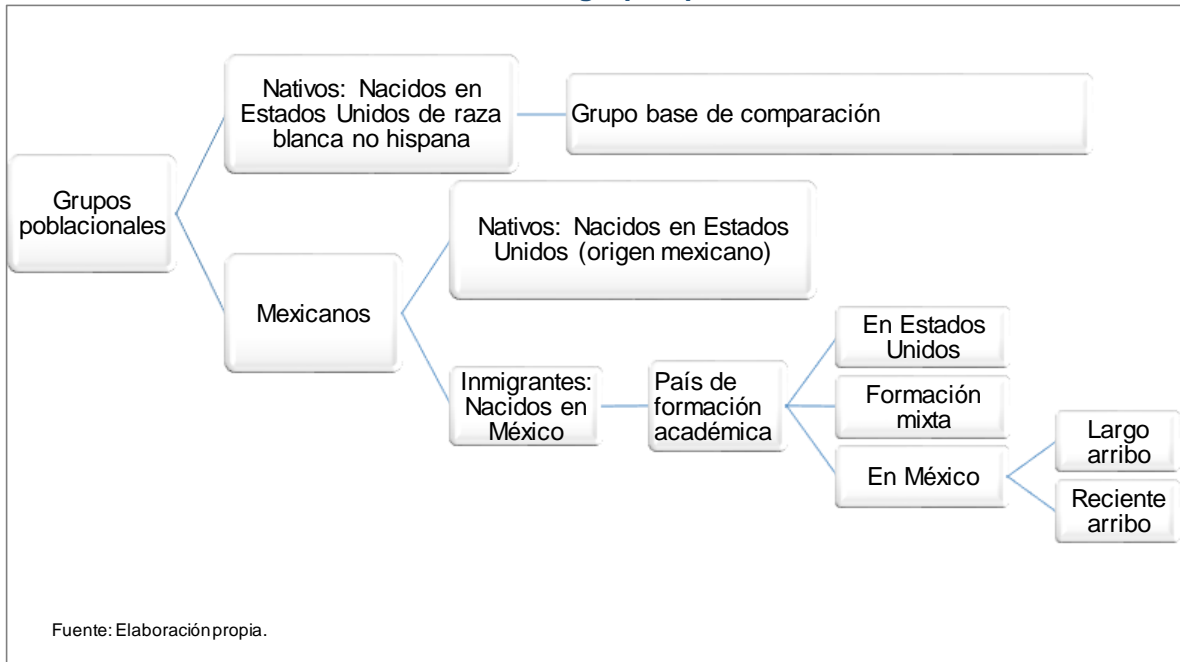 Nativos: Nacidos en
Estados Unidos de raza
blanca no hispana
Grupo base de comparación
Grupos
poblacionales
Nativos: Nacidos en Estados
Unidos (origen mexicano)
Mexicanos
En Estados
Unidos
Inmigrantes:
Nacidos en
México
País de
formación
académica
Formación
mixta
Largo
arribo
En México
Reciente
arribo
Fuente: Elaboración propia.